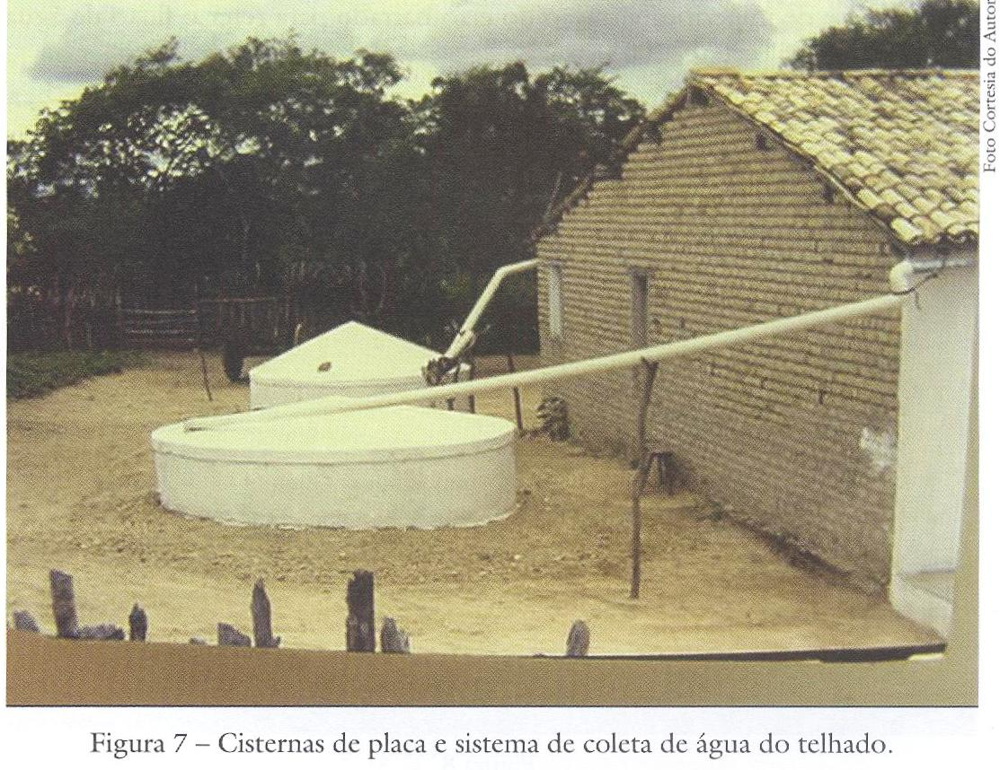 Foto Cortesia do Autor
Figura 7 – Cisternas de placa e sistema de coleta de água do telhado.